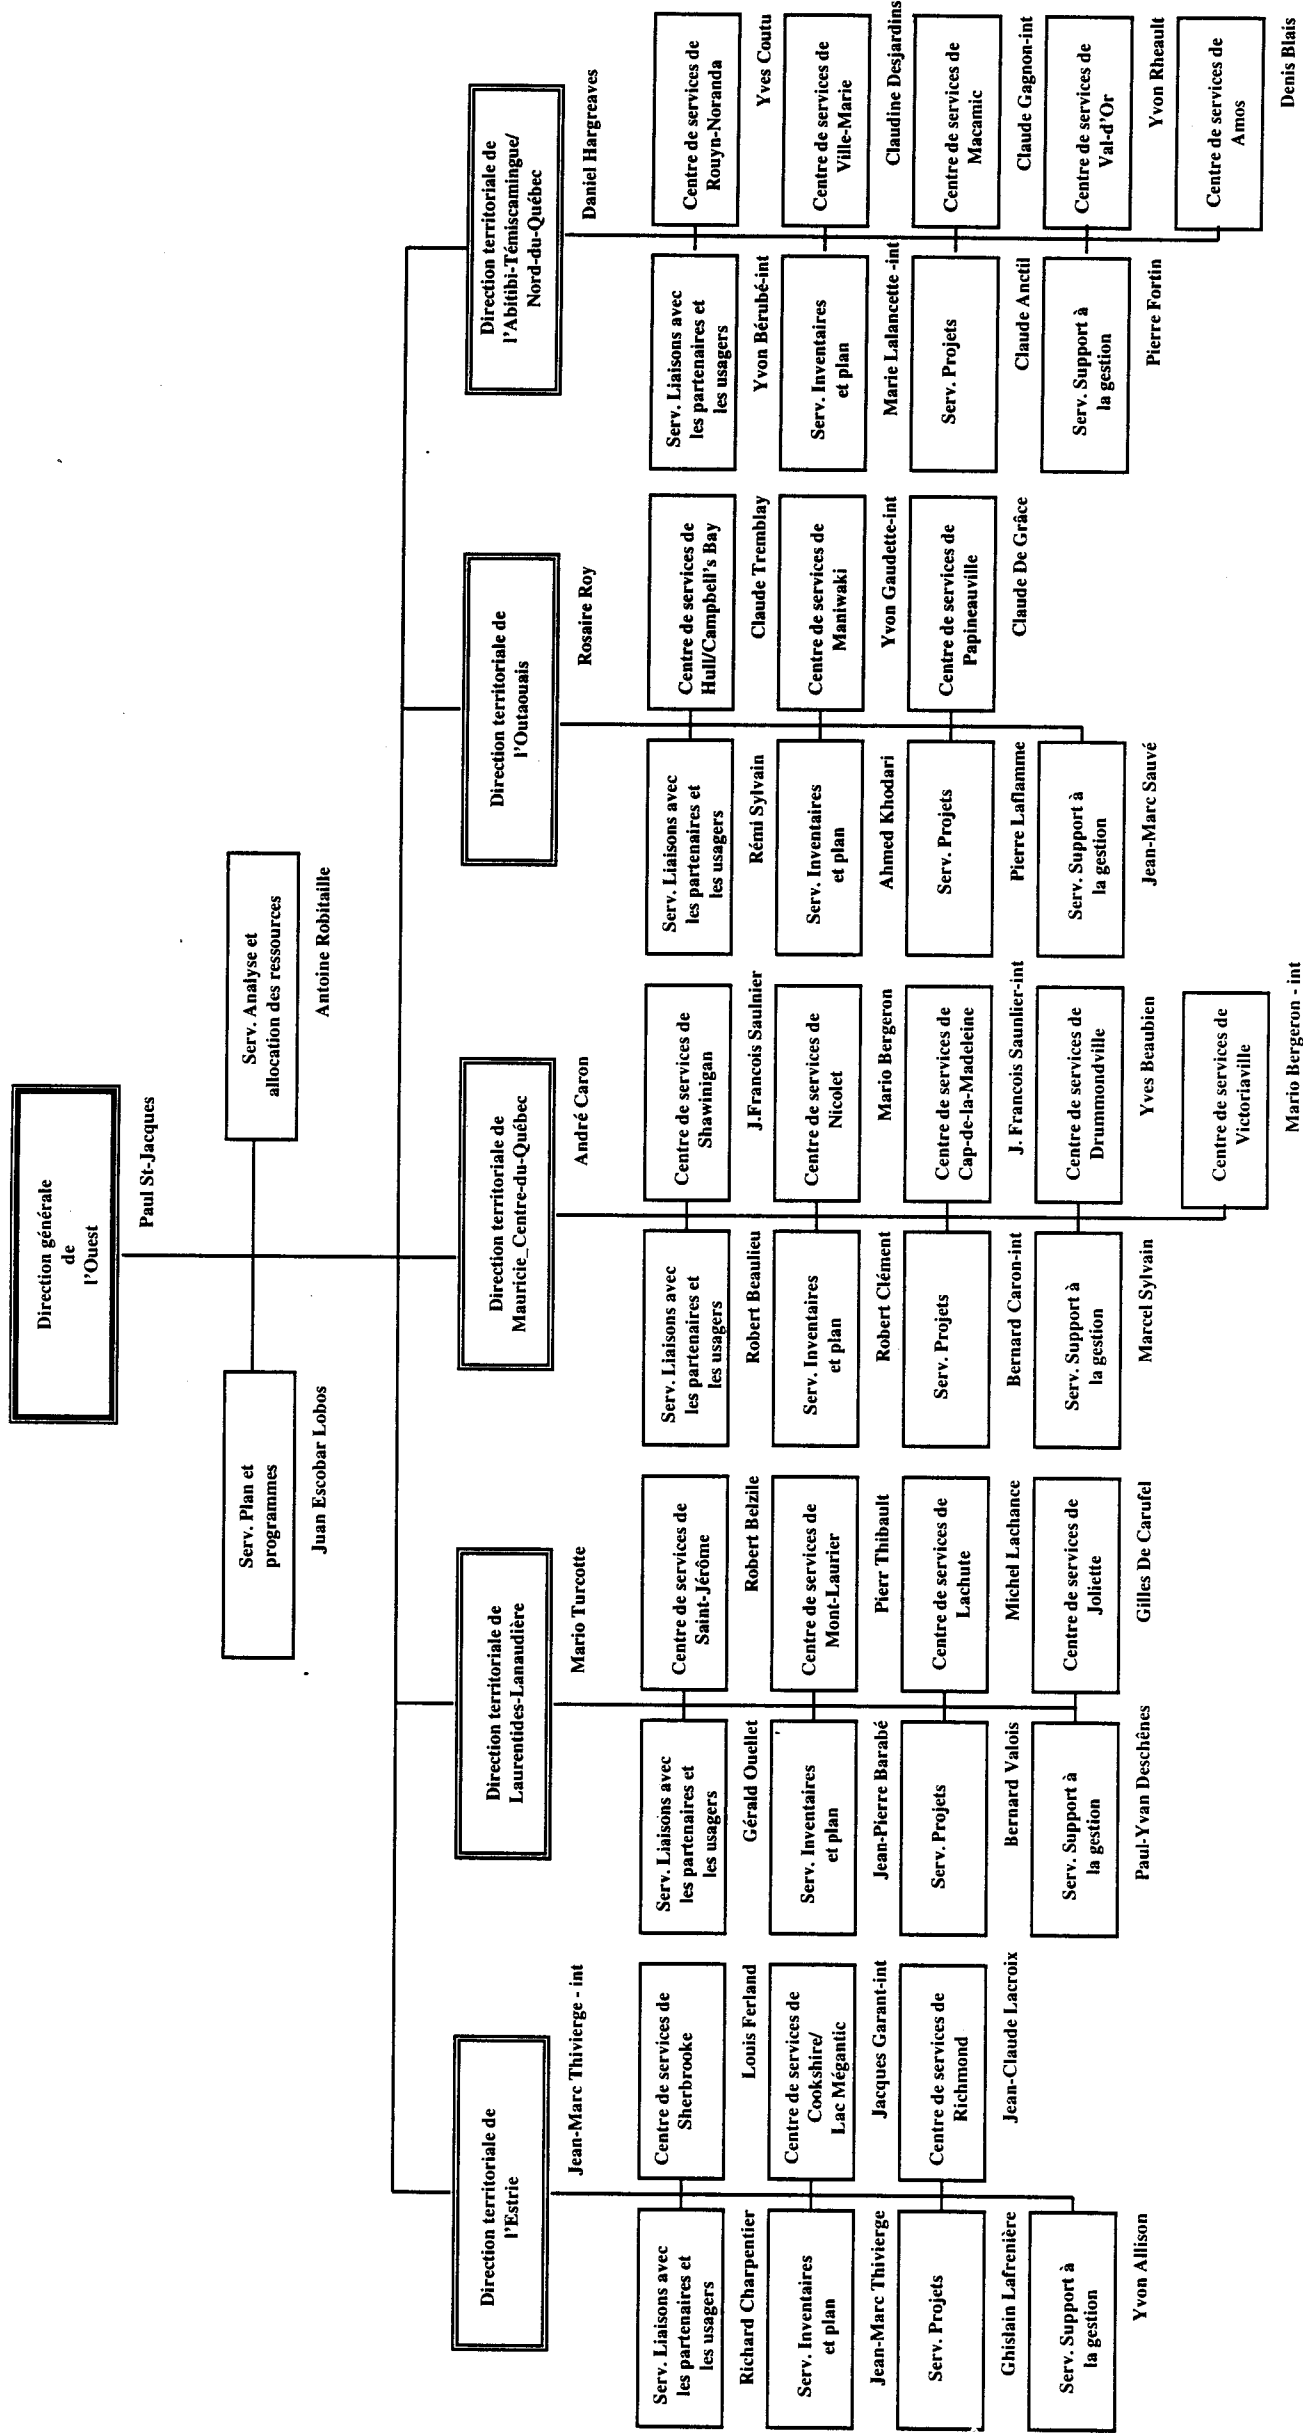 Direction générale
de
l'Ouest
Paul St-Jacques
Serv. Plan et
programmes
Juan Escobar Lobos
Serv. Analyse et
allocation des ressources
Antoine Robitaille
Direction territoriale de
l'Estrie
Jean-Marc Thivierge - int
Serv. Liaisons avec
les partenaires et
les usagers
Richard Charpentier
Serv. Inventaires
et plan
Jean-Marc Thivierge
Serv. Projets
Ghislain Lafrenière
Serv. Support à
la gestion
Yvon Allison
Centre de services de
Sherbrooke
Louis Ferland
Centre de services de
Cookshire/
Lac Mégantic
Jacques Garant-int
Centre de services de
Richmond
Jean-Claude Lacroix
Direction territoriale de
Laurentides-Lanaudière
Mario Turcotte
Serv. Liaisons avec
les partenaires et
les usagers
Gérald Ouellet
Serv. Inventaires
et plan
Jean-Pierre Barabé
Serv. Projets
Bernard Valois
Serv. Support à
la gestion
Paul-Yvan Deschênes
Centre de services de
Saint-Jérôme
Robert Belzile
Centre de services de
Mont-Laurier
Pierr Thibault
Centre de services de
Lachute
Michel Lachance
Centre de services de
Joliette
Gilles De Carufel
Direction territoriale de
Mauricie_Centre-du-Québec
André Caron
Serv. Liaisons avec
les partenaires et
les usagers
Robert Beaulieu
Serv. Inventaires
et plan
Robert Clément
Serv. Projets
Bernard Caron-int
Serv. Support à
la gestion
Marcel Sylvain
Centre de services de
Shawinigan
J.Francois Saulnier
Centre de services de
Nicolet
Mario Bergeron
Centre de services de
Cap-de-la-Madeleine
J. Francois Saunlier-int
Centre de services de
Drummondville
Yves Beaubien
Centre de services de
Victoriaville
Mario Bergeron - int
Direction territoriale de
l'Outaouais
Rosaire Roy
Serv. Liaisons avec
les partenaires et
les usagers
Rémi Sylvain
Serv. Inventaires
et plan
Ahmed Khodari
Serv. Projets
Pierre Laflamme
Serv. Support à
la gestion
Jean-Marc Sauvé
Centre de services de
Hull/Campbell's Bay
Claude Tremblay
Centre de services de
Maniwaki
Yvon Gaudette-int
Centre de services de
Papineauville
Claude De Grâce
Direction territoriale de
l'Abitibi-Témiscamingue/
Nord-du-Québec
Daniel Hargreaves
Serv. Liaisons avec
les partenaires et
les usagers
Yvon Bérubé-int
Serv. Inventaires
et plan
Marie Lalancette -int
Serv. Projets
Claude Anctil
Serv. Support à
la gestion
Pierre Fortin
Centre de services de
Rouyn-Noranda
Yves Coutu
Centre de services de
Ville-Marie
Claudine Desjardins
Centre de services de
Macamic
Claude Gagnon-int
Centre de services de
Val-d'Or
Yvon Rheault
Centre de services de
Amos
Denis Blais